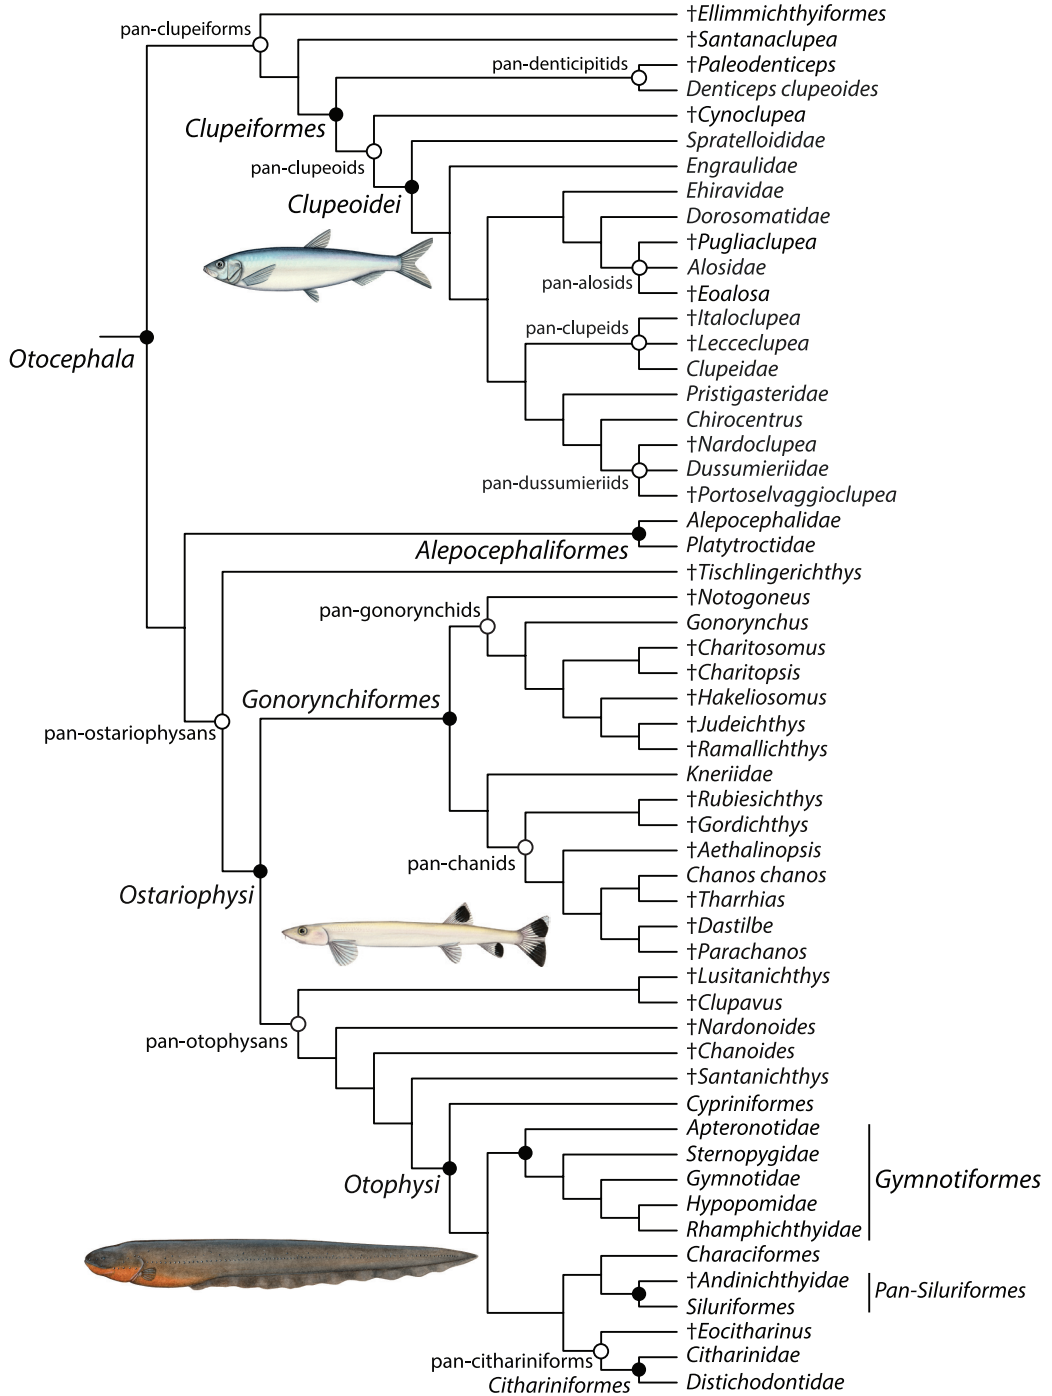 †Ellimmichthyiformes
pan-clupeiforms
†Santanaclupea
pan-denticipitids
†Paleodenticeps
Denticeps clupeoides
†Cynoclupea
Clupeiformes
Spratelloididae
pan-clupeoids
Engraulidae
Ehiravidae
Clupeoidei
Dorosomatidae
†Pugliaclupea
Alosidae
pan-alosids
†Eoalosa
†Italoclupea
pan-clupeids
†Lecceclupea
Otocephala
Clupeidae
Pristigasteridae
Chirocentrus
†Nardoclupea
Dussumieriidae
pan-dussumieriids
†Portoselvaggioclupea
Alepocephalidae
Alepocephaliformes
Platytroctidae
†Tischlingerichthys
†Notogoneus
pan-gonorynchids
Gonorynchus
†Charitosomus
†Charitopsis
Gonorynchiformes
†Hakeliosomus
†Judeichthys
pan-ostariophysans
†Ramallichthys
Kneriidae
†Rubiesichthys
†Gordichthys
†Aethalinopsis
pan-chanids
Chanos chanos
Ostariophysi
†Tharrhias
†Dastilbe
†Parachanos
†Lusitanichthys
†Clupavus
†Nardonoides
pan-otophysans
†Chanoides
†Santanichthys
Cypriniformes
Apteronotidae
Sternopygidae
Otophysi
Gymnotidae
Gymnotiformes
Hypopomidae
Rhamphichthyidae
Characiformes
†Andinichthyidae
Pan-Siluriformes
Siluriformes
†Eocitharinus
Citharinidae
pan-cithariniforms
Cithariniformes
Distichodontidae